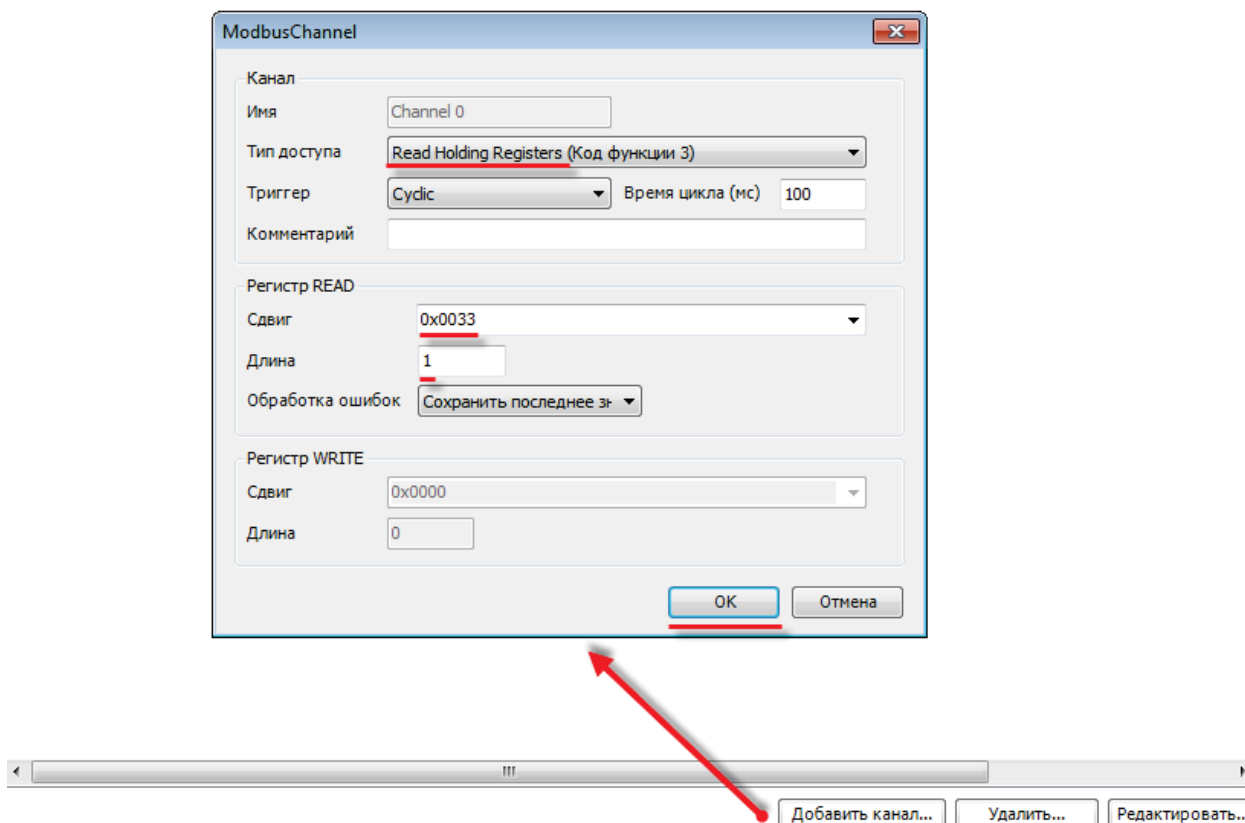 ModbusChannel
Канал
Имя Channel 0
Тип доступа Read Holding Registers (Код функции 3)
Триггер Cyclic Время цикла (мс) 100
Комментарий
Регистр READ
Сдвиг 0x0033
Длина 1
Обработка ошибок Сохранить последнее зн
Регистр WRITE
Сдвиг 0x0000
Длина 0
OK Отмена
Добавить канал... Удалить... Редактировать...